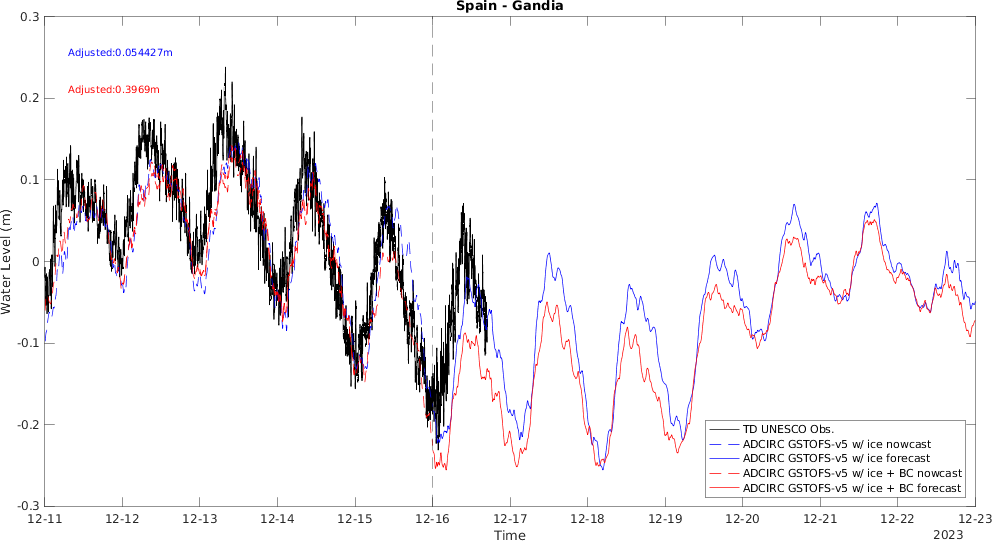 Spain - Gandia
0.3
0.2
0.1
0
-0.1
-0.2
-0.3
Water Level (m)
Adjusted:0.054427m
Adjusted:0.3969m
TD UNESCO Obs.
ADCIRC GSTOFS-v5 w/ ice nowcast
ADCIRC GSTOFS-v5 w/ ice forecast
ADCIRC GSTOFS-v5 w/ice + BC nowcast
ADCIRC GSTOFS-v5 w/ice + BC forecast
12-11 12-12 12-13 12-14 12-15 12-16 12-17 12-18 12-19 12-20 12-21 12-22 12-23
Time
2023